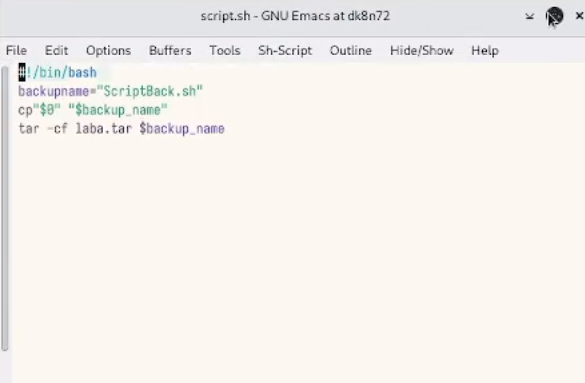 script.sh - GNU Emacs at dk8n72
File Edit Options Buffers Tools Sh-Script Outline Hide/Show Help
#!/bin/bash
backupname="ScriptBack.sh"
cp"$0" "$backup_name"
tar -cf laba.tar $backup_name